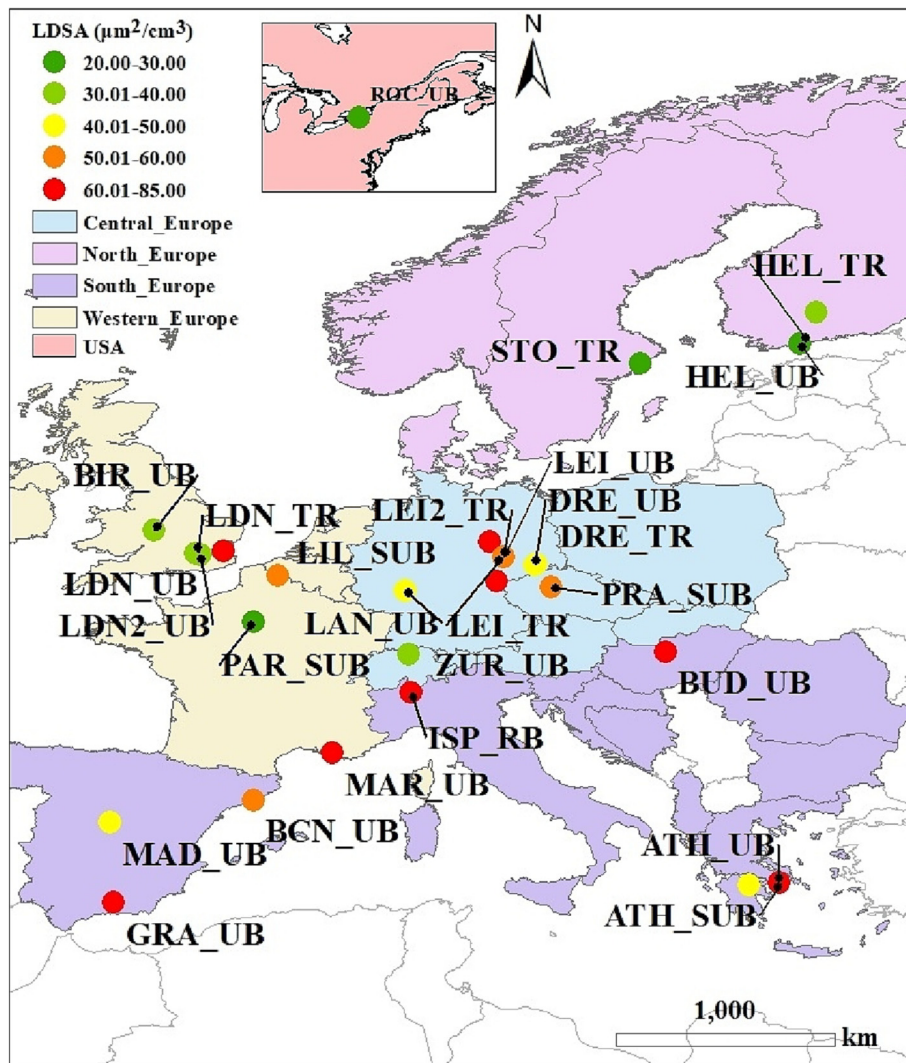 LDSA (µm²/cm³)
20.00-30.00
30.01-40.00
40.01-50.00
50.01-60.00
60.01-85.00
Central_Europe
North_Europe
South_Europe
Western_Europe
USA
ROC_UB
N
HEL_TR
STO_TR
HEL_UB
LEI_UB
BIR_UB
DRE_UB
LDN_TR
LEI2_TR
DRE_TR
LIL_SUB
LDN_UB
PRA_SUB
LDN2_UB
LAN_UB
LEI_TR
PAR_SUB
ZUR_UB
BUD_UB
ISP_RB
MAR_UB
BCN_UB
MAD_UB
ATH_UB
ATH_SUB
GRA_UB
1,000
km